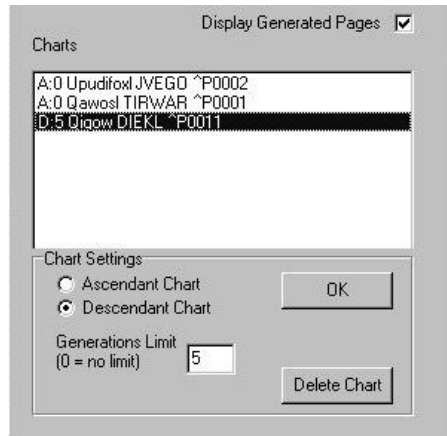 Display Generated Pages
Charts
A:0 Upudifoxl JVEGO ^P0002
A:0 Qawosl TIRWAR ^P0001
D:5 Qigow DIEKL ^P0011
Chart Settings
Ascendant Chart
Descendant Chart
OK
Generations Limit
(0 = no limit)
5
Delete Chart